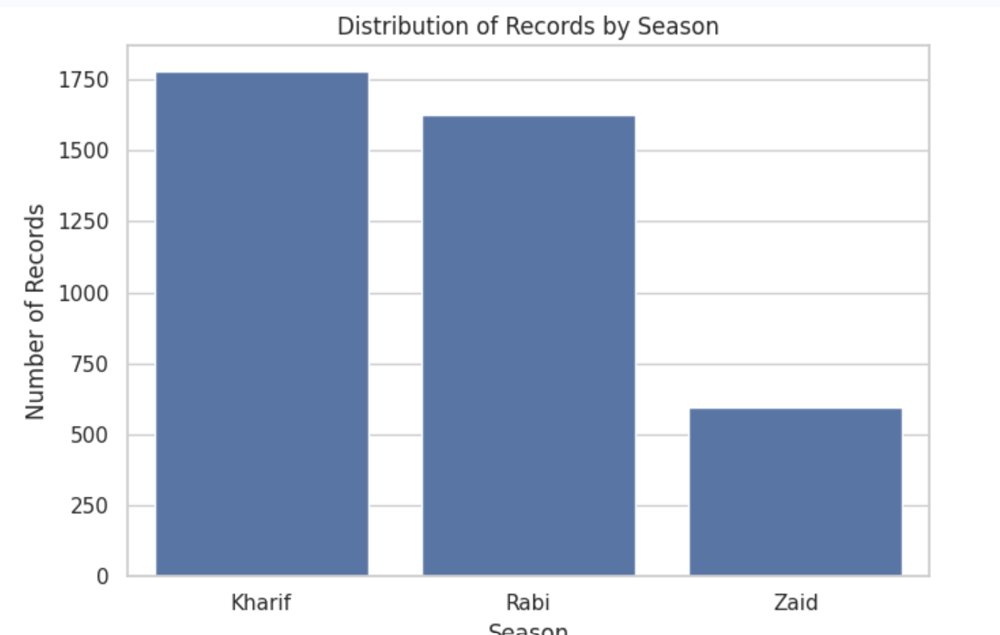 Distribution of Records by Season
Number of Records
1750
1500
1250
1000
750
500
250
0
Kharif Rabi Zaid
Season